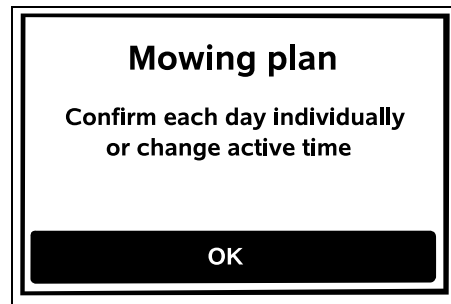 Mowing plan
Confirm each day individually
or change active time
OK